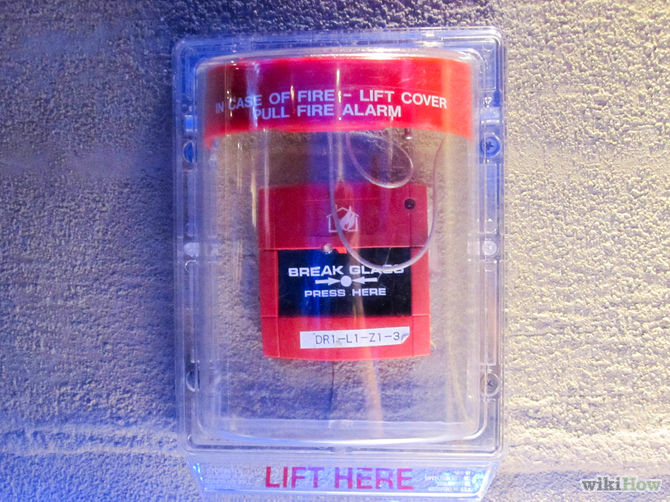 IN CASE OF FIRE - LIFT COVER
PULL FIRE ALARM
BREAK GLASS
PRESS HERE
DR1-L1-Z1-3
LIFT HERE
wikiHow